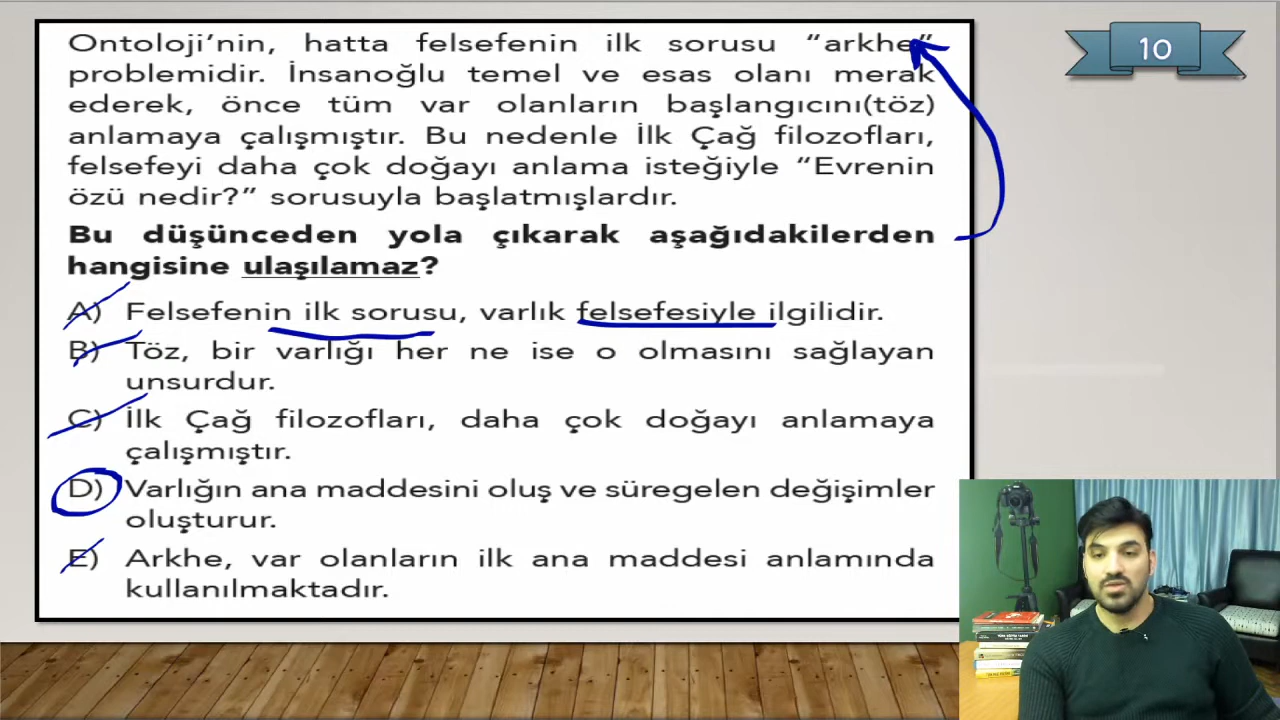 Ontoloji’nin, hatta felsefenin ilk sorusu “arkhe”
problemidir. İnsanoğlu temel ve esas olanı merak
ederek, önce tüm var olanların başlangıcını(töz)
anlamaya çalışmıştır. Bu nedenle İlk Çağ filozofları,
felsefeyi daha çok doğayı anlama isteğiyle “Evrenin
özü nedir?” sorusuyla başlatmışlardır.
Bu düşünceden yola çıkarak aşağıdakilerden
hangisine ulaşılamaz?
A) Felsefenin ilk sorusu, varlık felsefesiyle ilgilidir.
B) Töz, bir varlığı her ne ise o olmasını sağlayan
unsurdur.
C) İlk Çağ filozofları, daha çok doğayı anlamaya
çalışmıştır.
D) Varlığın ana maddesini oluş ve süregelen değişimler
oluşturur.
E) Arkhe, var olanların ilk ana maddesi anlamında
kullanılmaktadır.
10